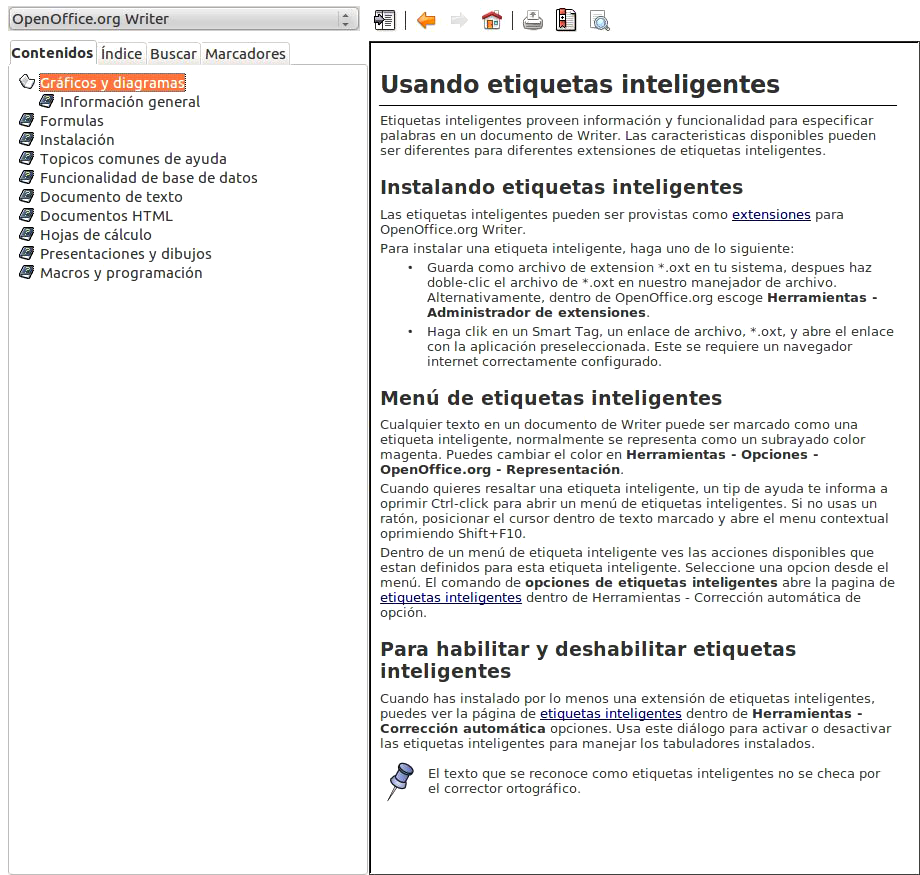 OpenOffice.org Writer
Contenidos Índice Buscar Marcadores
Gráficos y diagramas
Información general
Formulas
Instalación
Topicos comunes de ayuda
Funcionalidad de base de datos
Documento de texto
Documentos HTML
Hojas de cálculo
Presentaciones y dibujos
Macros y programación
Usando etiquetas inteligentes
Etiquetas inteligentes proveen información y funcionalidad para especificar
palabras en un documento de Writer. Las caracteristicas disponibles pueden
ser diferentes para diferentes extensiones de etiquetas inteligentes.
Instalando etiquetas inteligentes
Las etiquetas inteligentes pueden ser provistas como extensiones para
OpenOffice.org Writer.
Para instalar una etiqueta inteligente, haga uno de lo siguiente:
• Guarda como archivo de extension *.oxt en tu sistema, despues haz
doble-clic el archivo de *.oxt en nuestro manejador de archivo.
Alternativamente, dentro de OpenOffice.org escoge Herramientas -
Administrador de extensiones.
• Haga clik en un Smart Tag, un enlace de archivo, *.oxt, y abre el enlace
con la aplicación preseleccionada. Este se requiere un navegador
internet correctamente configurado.
Menú de etiquetas inteligentes
Cualquier texto en un documento de Writer puede ser marcado como una
etiqueta inteligente, normalmente se representa como un subrayado color
magenta. Puedes cambiar el color en Herramientas - Opciones -
OpenOffice.org - Representación.
Cuando quieres resaltar una etiqueta inteligente, un tip de ayuda te informa a
oprimir Ctrl-click para abrir un menú de etiquetas inteligentes. Si no usas un
ratón, posicionar el cursor dentro de texto marcado y abre el menu contextual
oprimiendo Shift+F10.
Dentro de un menú de etiqueta inteligente ves las acciones disponibles que
estan definidos para esta etiqueta inteligente. Seleccione una opcion desde el
menú. El comando de opciones de etiquetas inteligentes abre la pagina de
etiquetas inteligentes dentro de Herramientas - Corrección automática de
opción.
Para habilitar y deshabilitar etiquetas
inteligentes
Cuando has instalado por lo menos una extensión de etiquetas inteligentes,
puedes ver la página de etiquetas inteligentes dentro de Herramientas -
Corrección automática opciones. Usa este diálogo para activar o desactivar
las etiquetas inteligentes para manejar los tabuladores instalados.
El texto que se reconoce como etiquetas inteligentes no se checa por
el corrector ortográfico.